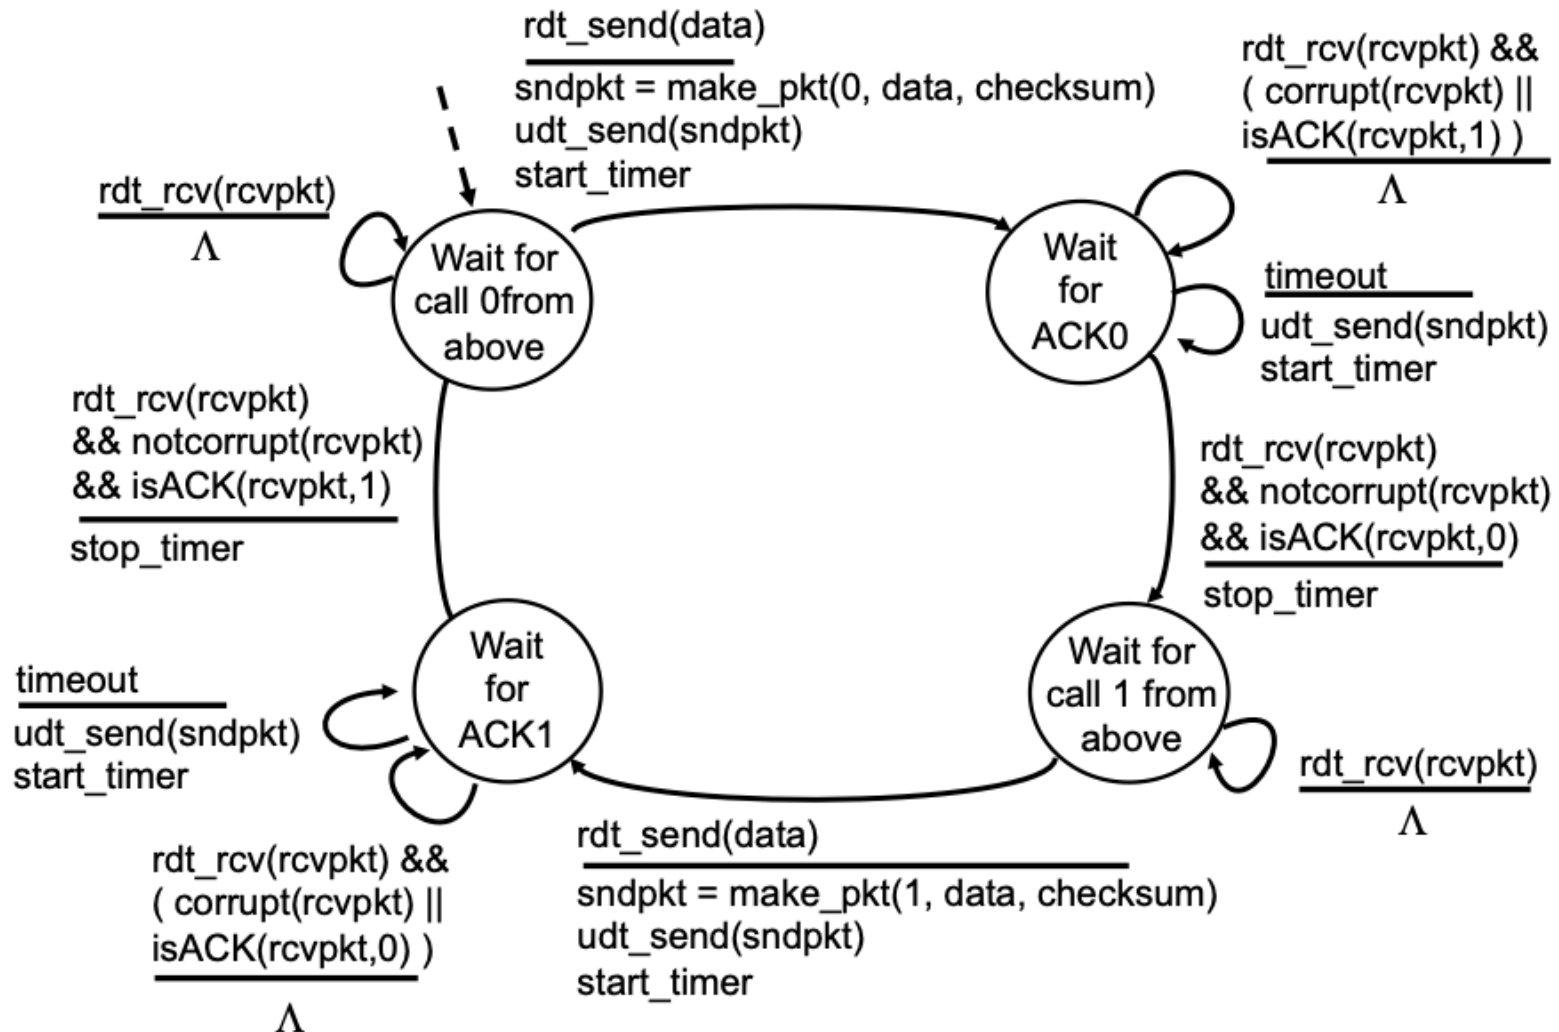 rdt_send(data)
sndpkt = make_pkt(0, data, checksum)
udt_send(sndpkt)
start_timer
rdt_rcv(rcvpkt) &&
( corrupt(rcvpkt) ||
isACK(rcvpkt,1) )
Λ
rdt_rcv(rcvpkt)
Λ
Wait for
call 0from
above
Wait
for
ACK0
timeout
udt_send(sndpkt)
start_timer
rdt_rcv(rcvpkt)
&& notcorrupt(rcvpkt)
&& isACK(rcvpkt,1)
stop_timer
rdt_rcv(rcvpkt)
&& notcorrupt(rcvpkt)
&& isACK(rcvpkt,0)
stop_timer
Wait
for
ACK1
Wait for
call 1 from
above
timeout
udt_send(sndpkt)
start_timer
rdt_rcv(rcvpkt)
Λ
rdt_rcv(rcvpkt) &&
( corrupt(rcvpkt) ||
isACK(rcvpkt,0) )
Λ
rdt_send(data)
sndpkt = make_pkt(1, data, checksum)
udt_send(sndpkt)
start_timer